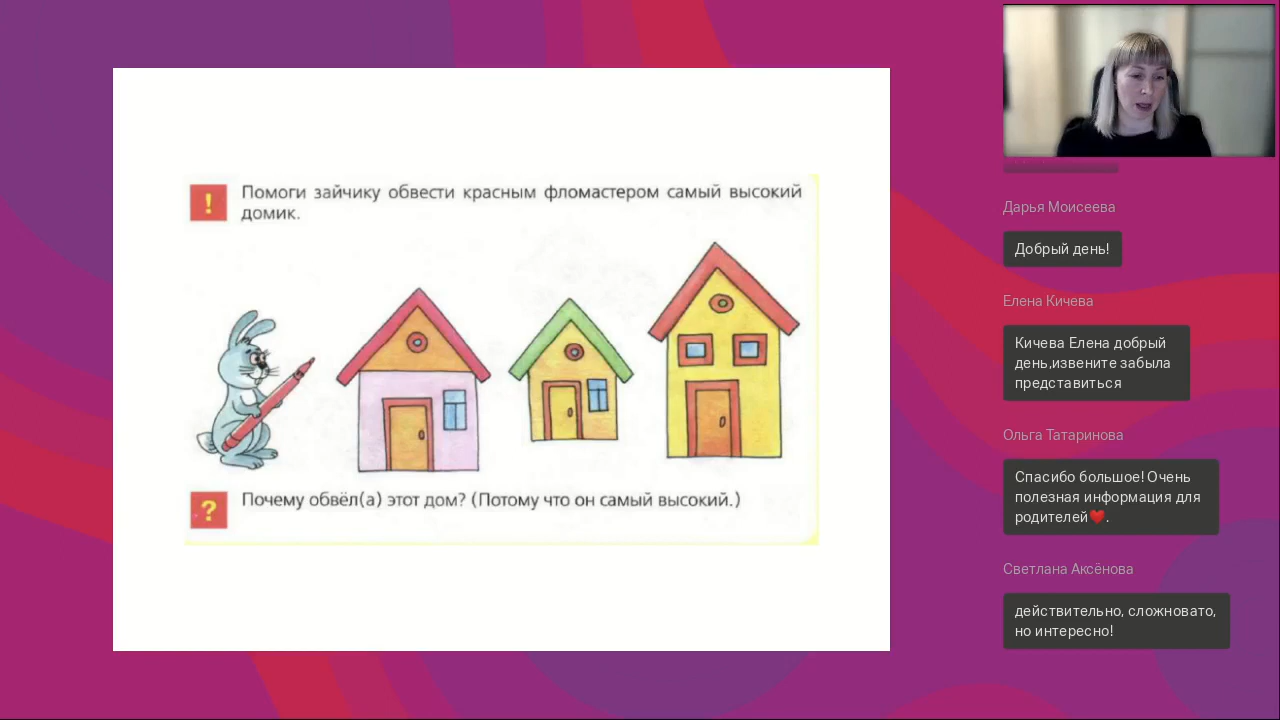 !
Помоги зайчику обвести красным фломастером самый высокий
домик.
?
Почему обвёл(а) этот дом? (Потому что он самый высокий.)
Дарья Моисеева
Добрый день!
Елена Кичева
Кичева Елена добрый
день,извените забыла
представиться
Ольга Татаринова
Спасибо большое! Очень
полезная информация для
родителей❤️.
Светлана Аксёнова
действительно, сложновато,
но интересно!